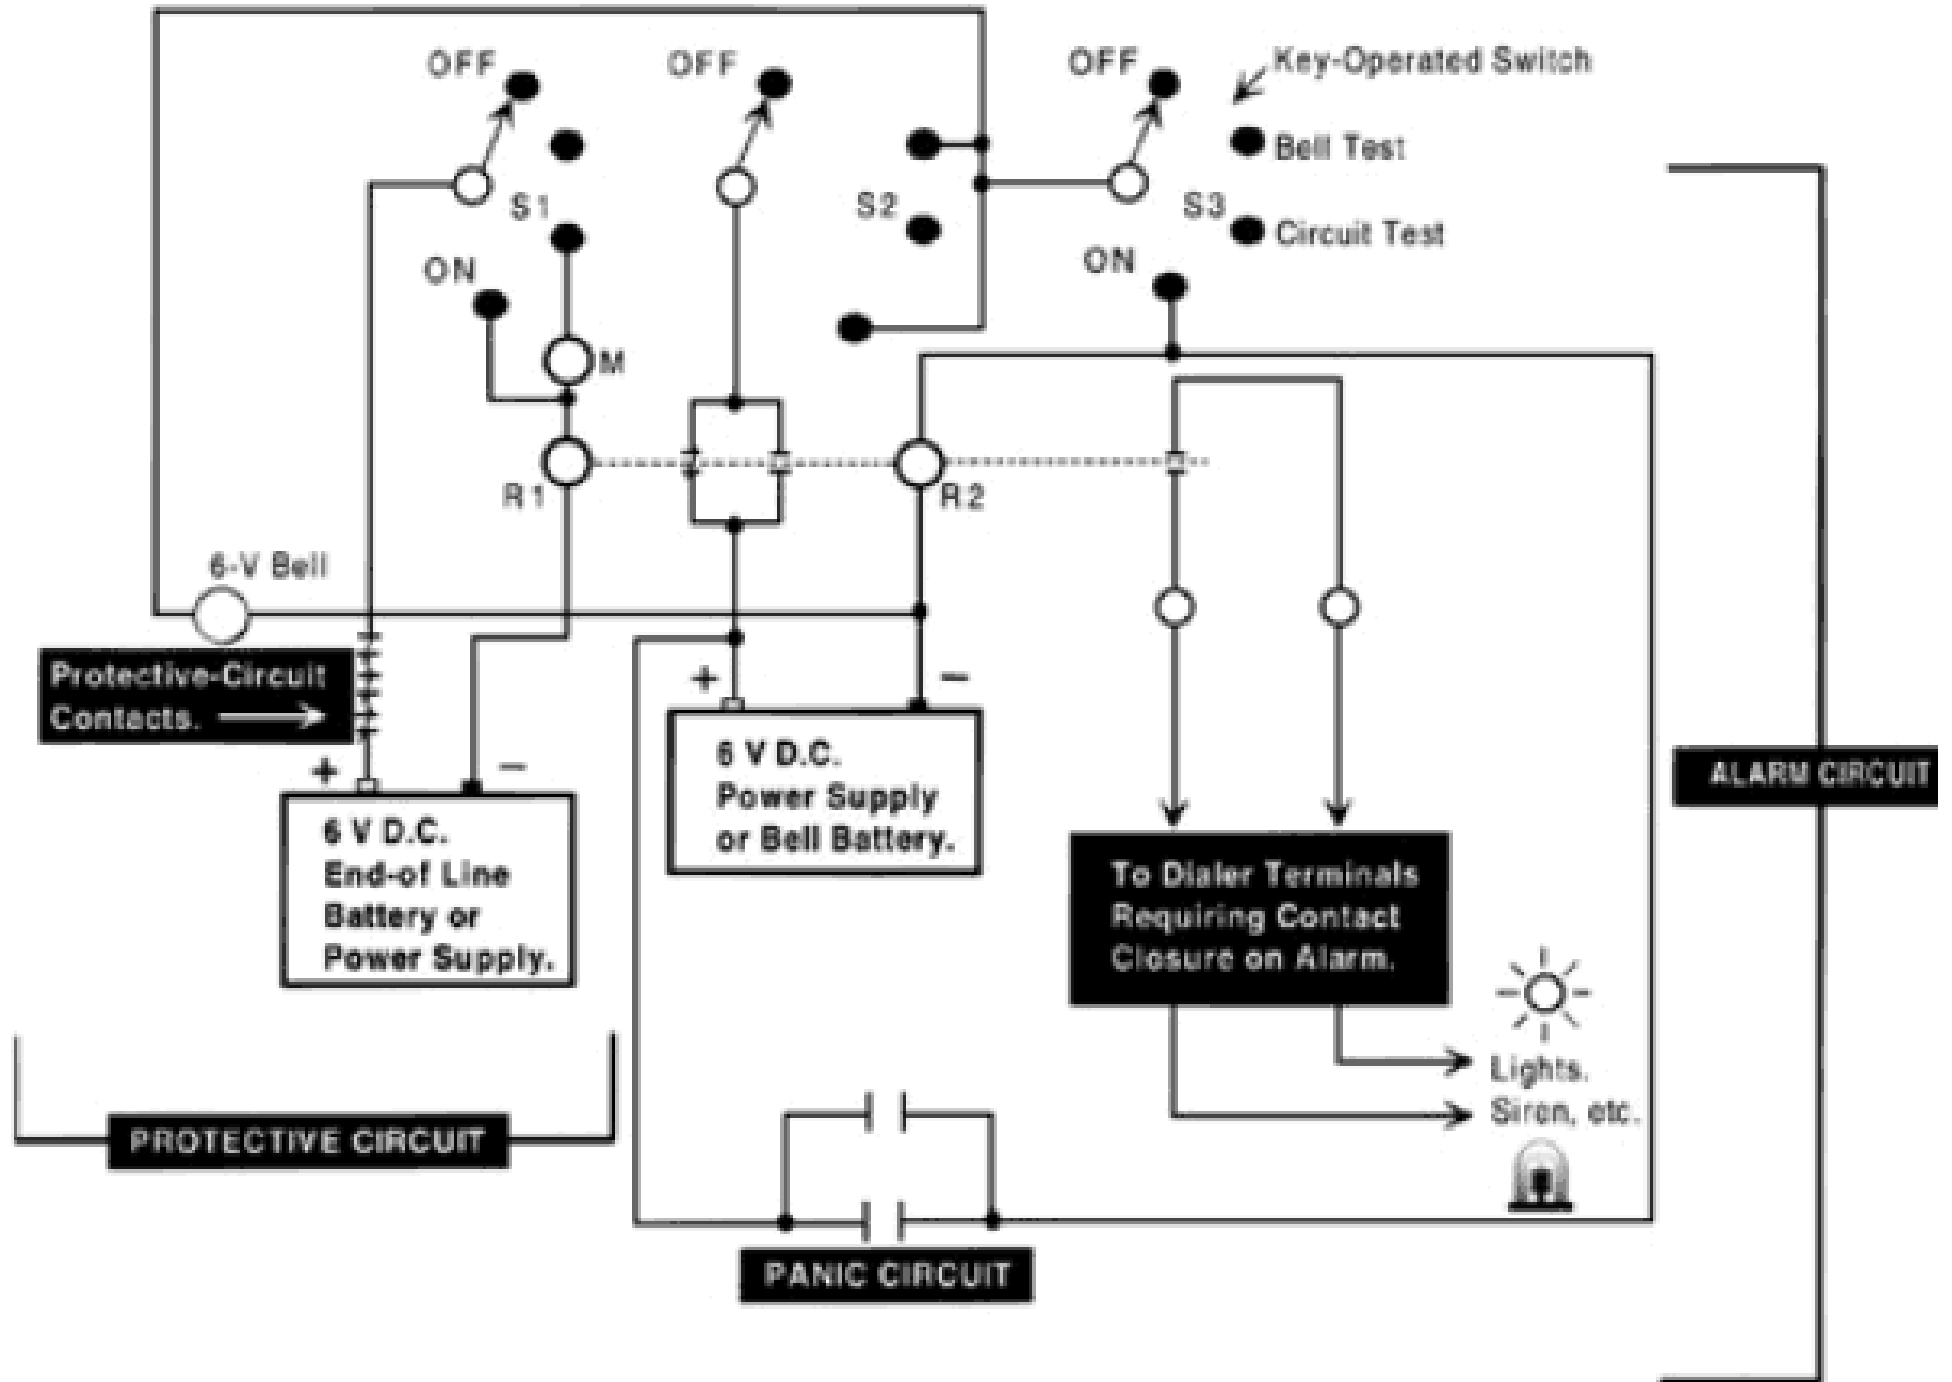 OFF
OFF
OFF
Key-Operated Switch
Bell Test
S1
S2
S3
Circuit Test
ON
ON
M
R1
R2
6-V Bell
Protective-Circuit
Contacts.
+
-
+
-
6 V D.C.
End-of Line
Battery or
Power Supply.
6 V D.C.
Power Supply
or Bell Battery.
ALARM CIRCUIT
To Dialer Terminals
Requiring Contact
Closure on Alarm.
Lights.
Siren, etc.
PROTECTIVE CIRCUIT
PANIC CIRCUIT